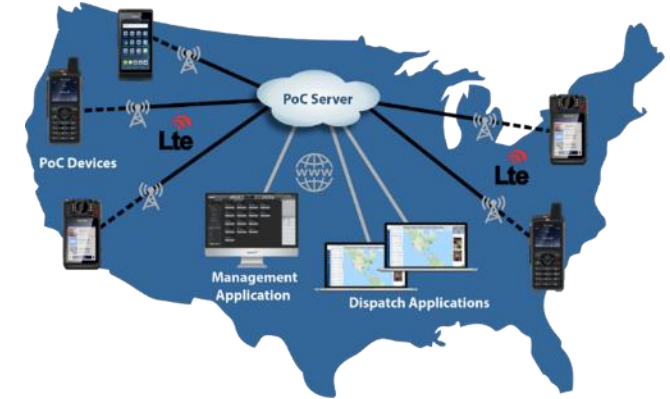 PoC Server
Lte
PoC Devices
Lte
WWW
Management
Application
Dispatch Applications